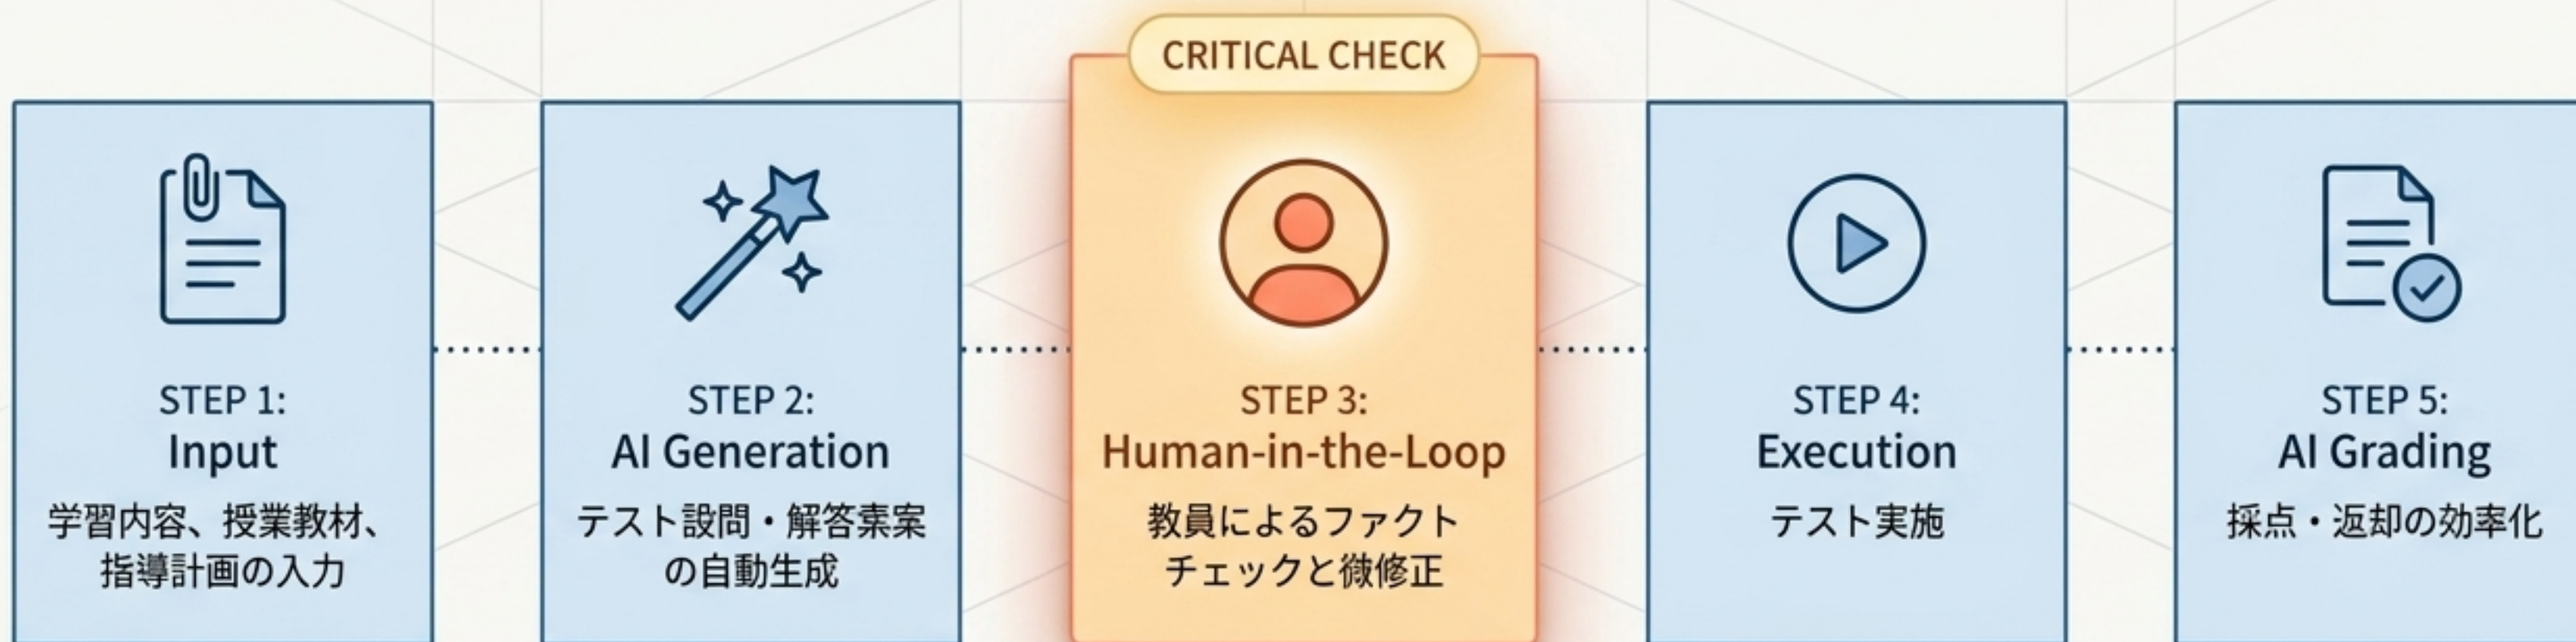 CRITICAL CHECK
STEP 1:
Input
学習内容、授業教材、
指導計画の入力
STEP 2:
AI Generation
テスト設問・解答素案
の自動生成
STEP 3:
Human-in-the-Loop
教員によるファクト
チェックと微修正
STEP 4:
Execution
テスト実施
STEP 5:
AI Grading
採点・返却の効率化